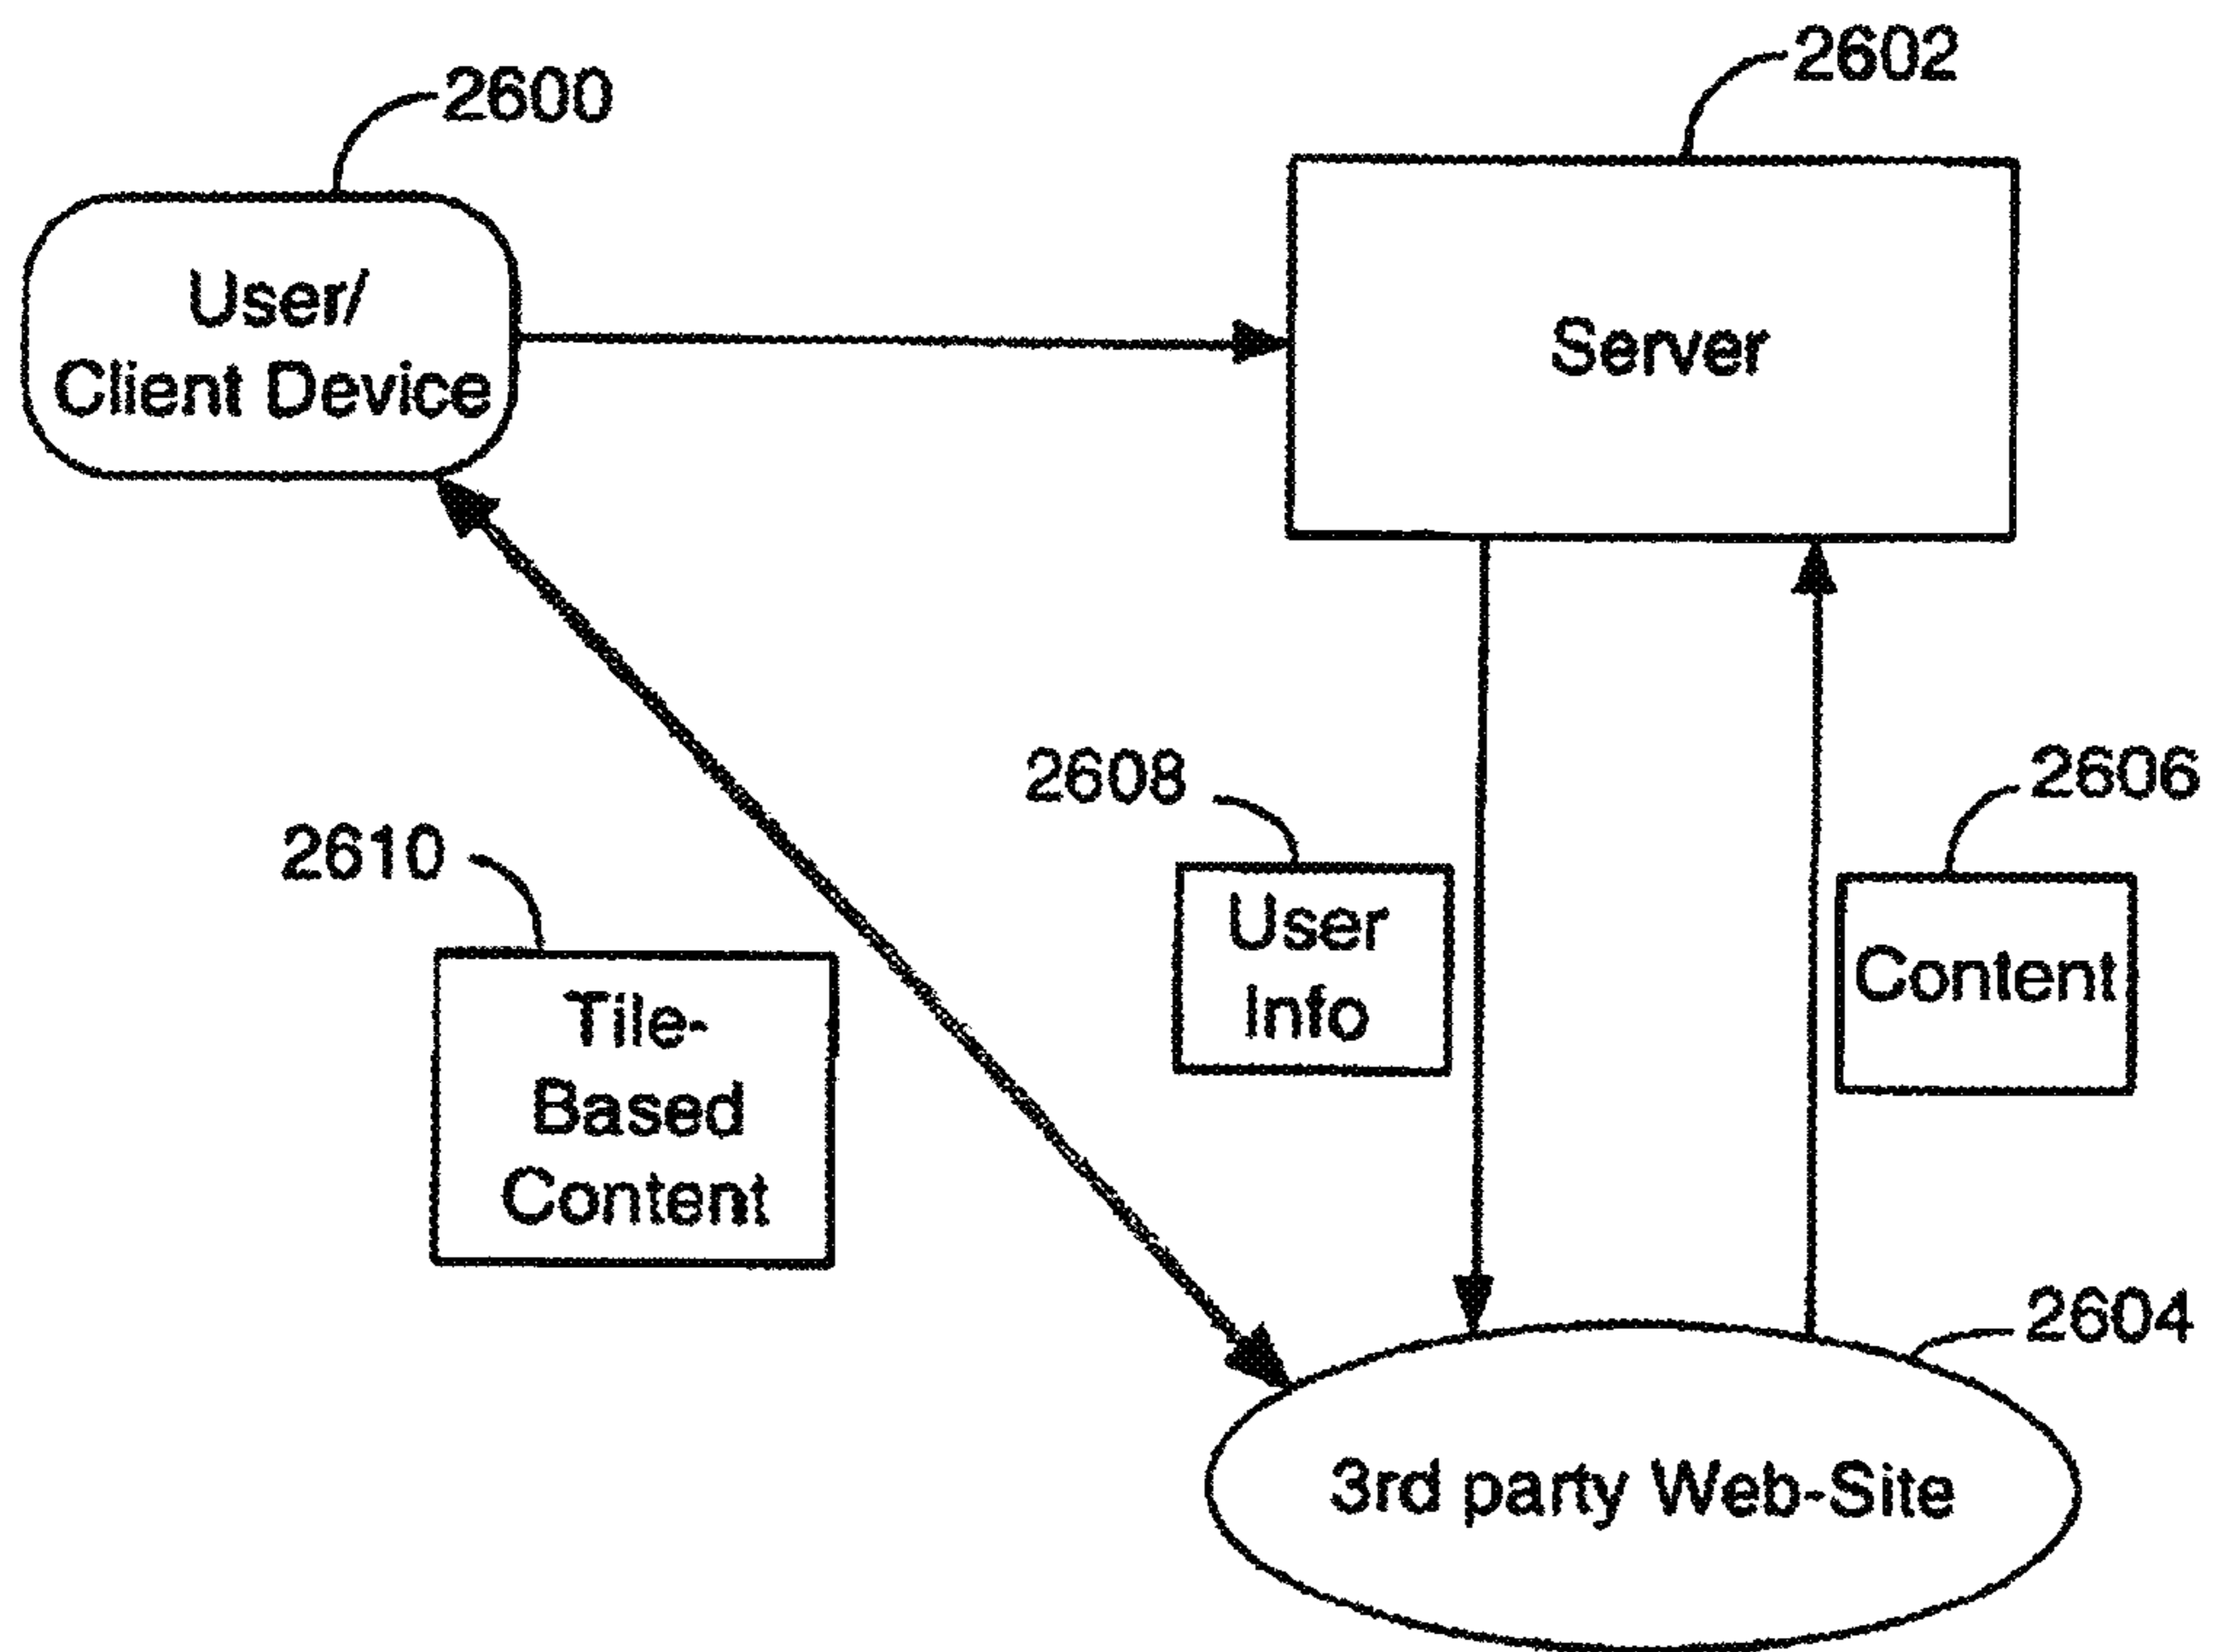 2600
2602
User/
Client Device
Server
2608
2606
2610
User
Info
Content
Tile-
Based
Content
2604
3rd party Web-Site